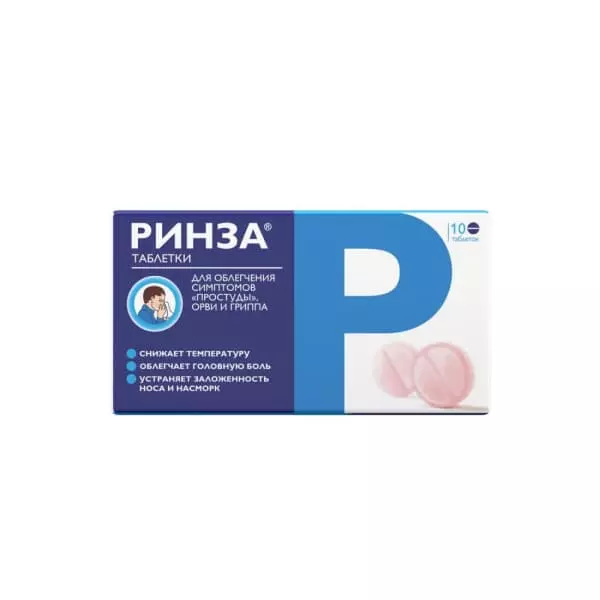 РИНЗА®
ТАБЛЕТКИ
ДЛЯ ОБЛЕГЧЕНИЯ
СИМПТОМОВ
«ПРОСТУДЫ»,
ОРВИ И ГРИППА
СНИЖАЕТ ТЕМПЕРАТУРУ
ОБЛЕГЧАЕТ ГОЛОВНУЮ БОЛЬ
УСТРАНЯЕТ ЗАЛОЖЕННОСТЬ
НОСА И НАСМОРК
Р
10
таблеток